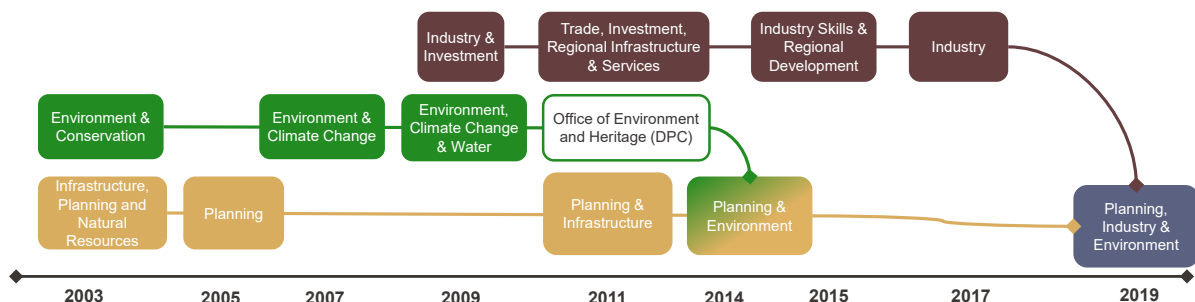 Industry &
Investment
Trade, Investment,
Regional Infrastructure
& Services
Industry Skills &
Regional
Development
Industry
Environment &
Conservation
Environment &
Climate Change
Environment,
Climate Change
& Water
Office of Environment
and Heritage (DPC)
Infrastructure,
Planning and
Natural
Resources
Planning
Planning &
Infrastructure
Planning &
Environment
Planning,
Industry &
Environment
2003
2005
2007
2009
2011
2014
2015
2017
2019